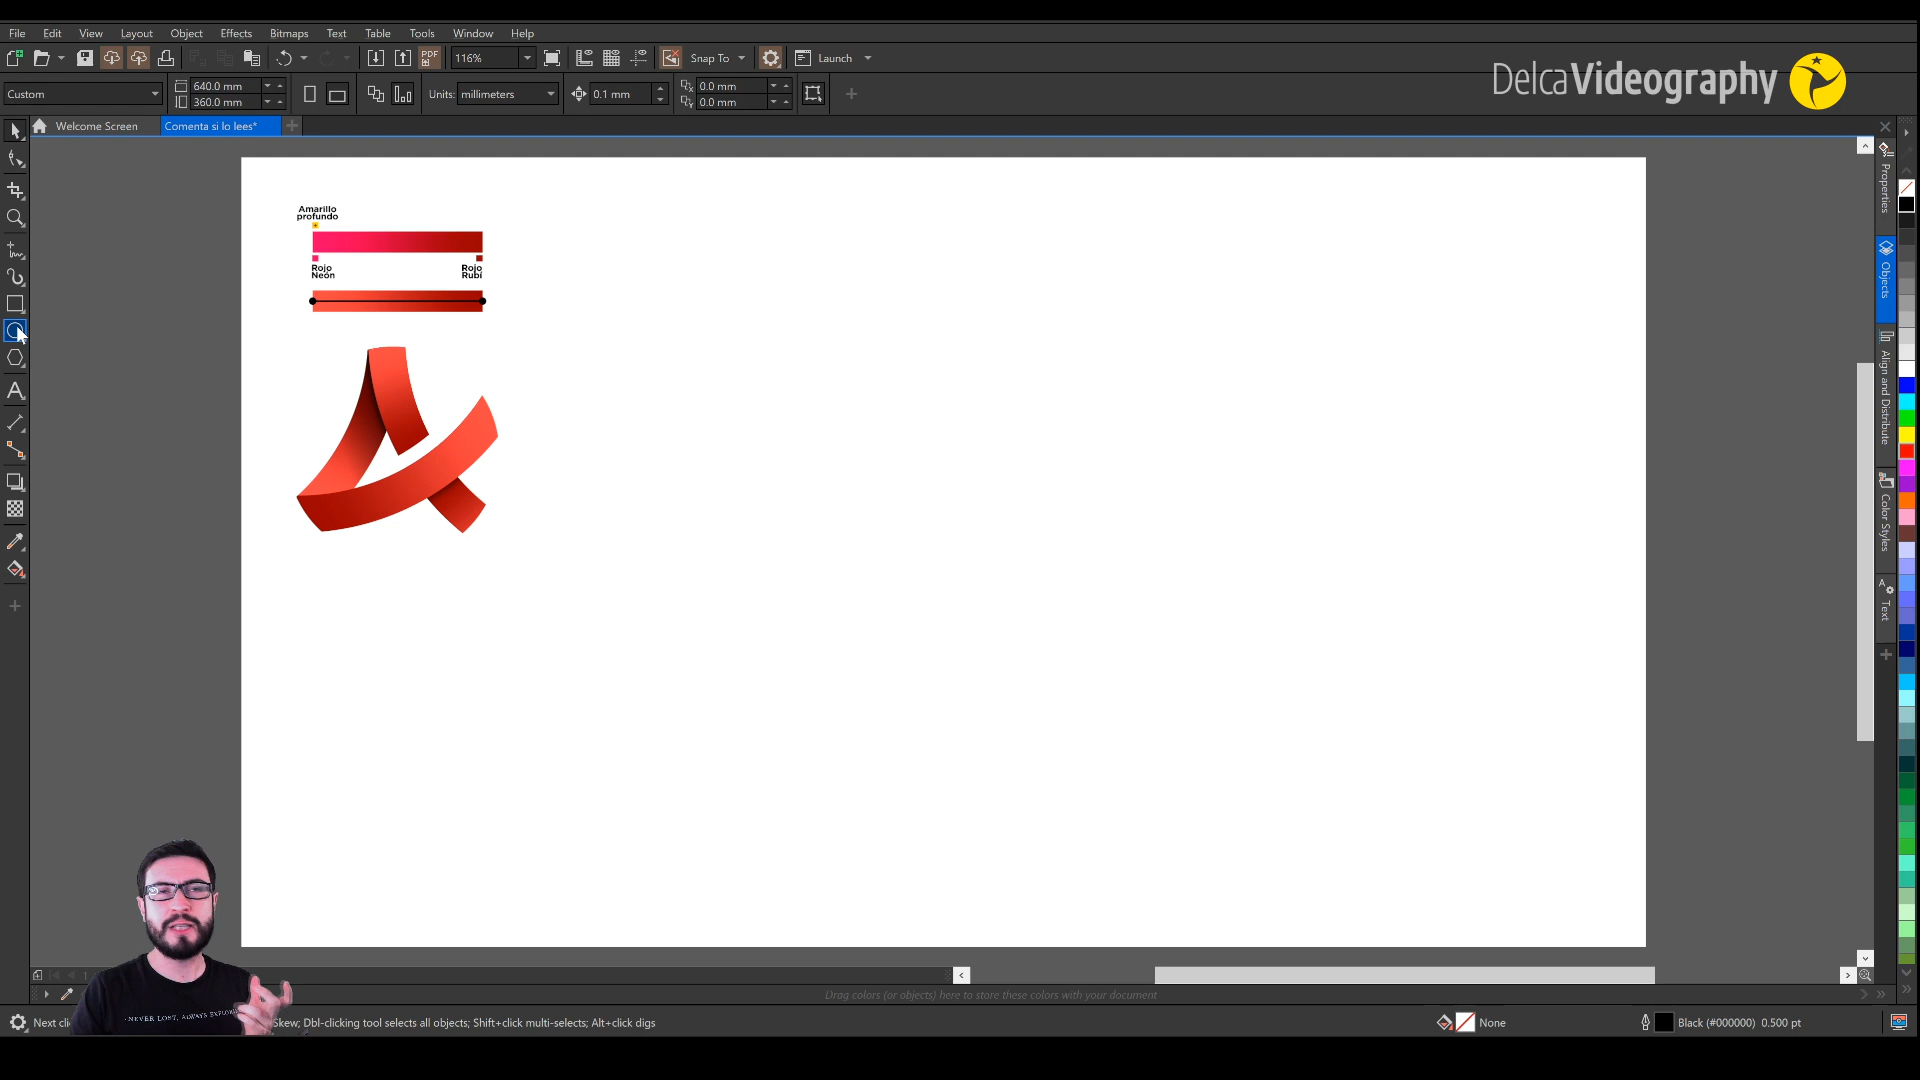 File Edit View Layout Object Effects Bitmaps Text Table Tools Window Help
PDF 116% Snap To Launch
DelcaVideography
Custom 640.0 mm 360.0 mm Units: millimeters 0.1 mm 0.0 mm 0.0 mm
Welcome Screen Comenta si lo lees*
Properties
Objects
Align and Distribute
Color Styles
Text
Amarillo
profundo
Rojo
Neón
Rojo
Rubí
NEVER LOST, ALWAYS
Drag colors (or objects) here to store these colors with your document
Next Skew; Dbl-clicking tool selects all objects; Shift+click multi-selects; Alt+click digs
None
Black (#000000) 0.500 pt